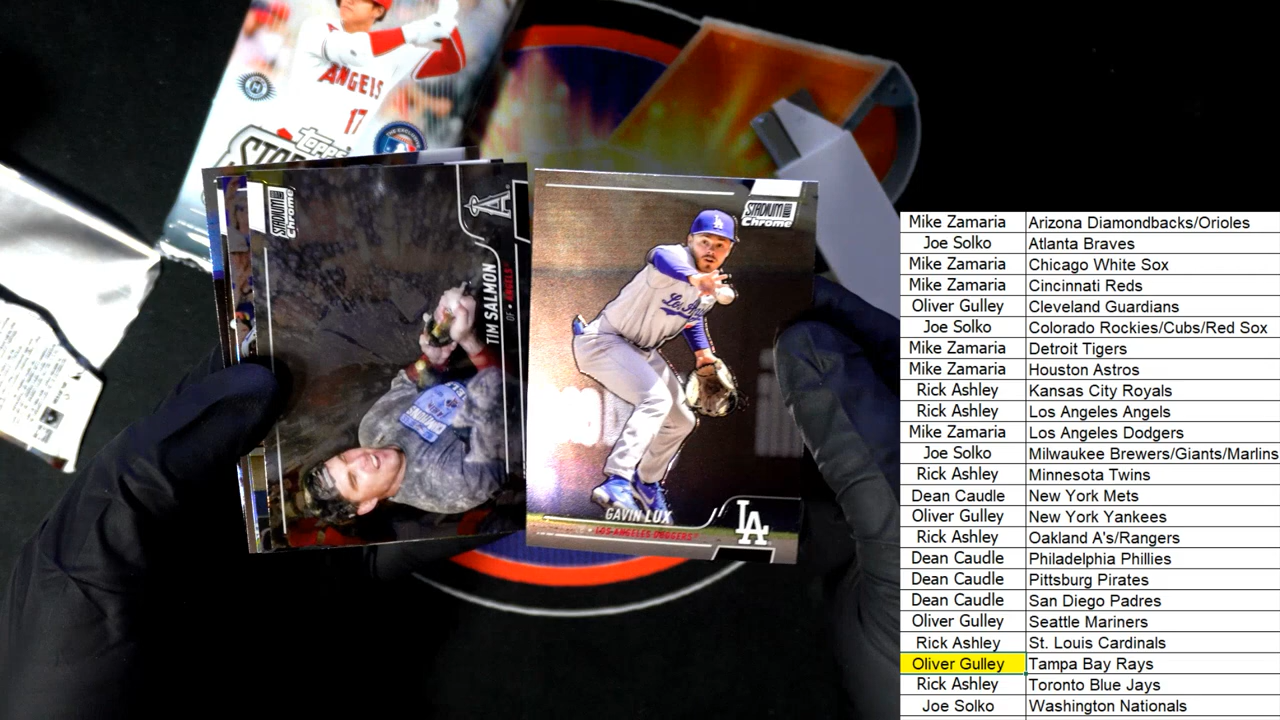 ANGELS
17
Topps
STADIUM
Chrome
TIM SALMON
OF • ANGELS
A
STADIUM
Chrome
Los Angeles
GAVIN LUX
LOS ANGELES DODGERS
LA
Mike Zamaria Arizona Diamondbacks/Orioles
Joe Solko Atlanta Braves
Mike Zamaria Chicago White Sox
Mike Zamaria Cincinnati Reds
Oliver Gulley Cleveland Guardians
Joe Solko Colorado Rockies/Cubs/Red Sox
Mike Zamaria Detroit Tigers
Mike Zamaria Houston Astros
Rick Ashley Kansas City Royals
Rick Ashley Los Angeles Angels
Mike Zamaria Los Angeles Dodgers
Joe Solko Milwaukee Brewers/Giants/Marlins
Rick Ashley Minnesota Twins
Dean Caudle New York Mets
Oliver Gulley New York Yankees
Rick Ashley Oakland A's/Rangers
Dean Caudle Philadelphia Phillies
Dean Caudle Pittsburg Pirates
Dean Caudle San Diego Padres
Oliver Gulley Seattle Mariners
Rick Ashley St. Louis Cardinals
Oliver Gulley Tampa Bay Rays
Rick Ashley Toronto Blue Jays
Joe Solko Washington Nationals